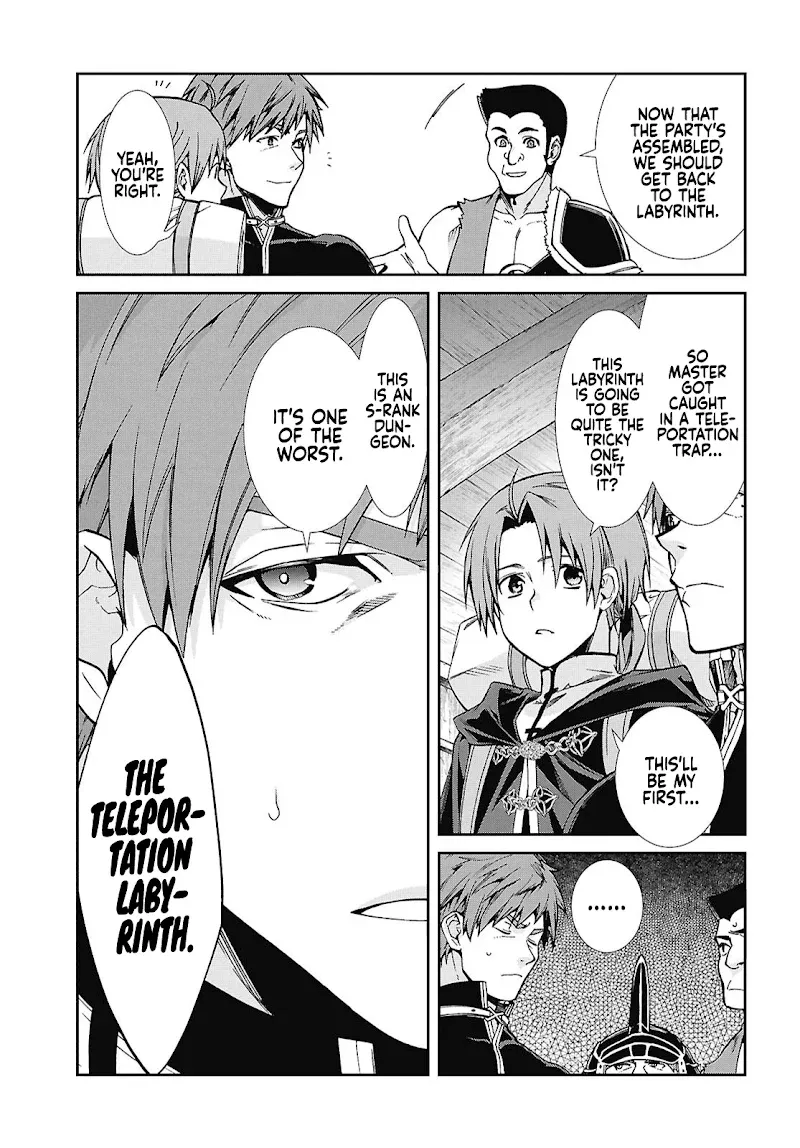 NOW THAT
THE PARTY'S
ASSEMBLED,
WE SHOULD
GET BACK
TO THE
LABYRINTH.
YEAH,
YOU'RE
RIGHT.
SO
MASTER
GOT
CAUGHT
IN A TELE-
PORTATION
TRAP...
THIS
LABYRINTH
IS GOING
TO BE
QUITE THE
TRICKY
ONE,
ISN'T
IT?
THIS'LL
BE MY
FIRST...
......
THIS
IS AN
S-RANK
DUN-
GEON.
IT'S ONE
OF THE
WORST.
THE
TELEPOR-
TATION
LABY-
RINTH.